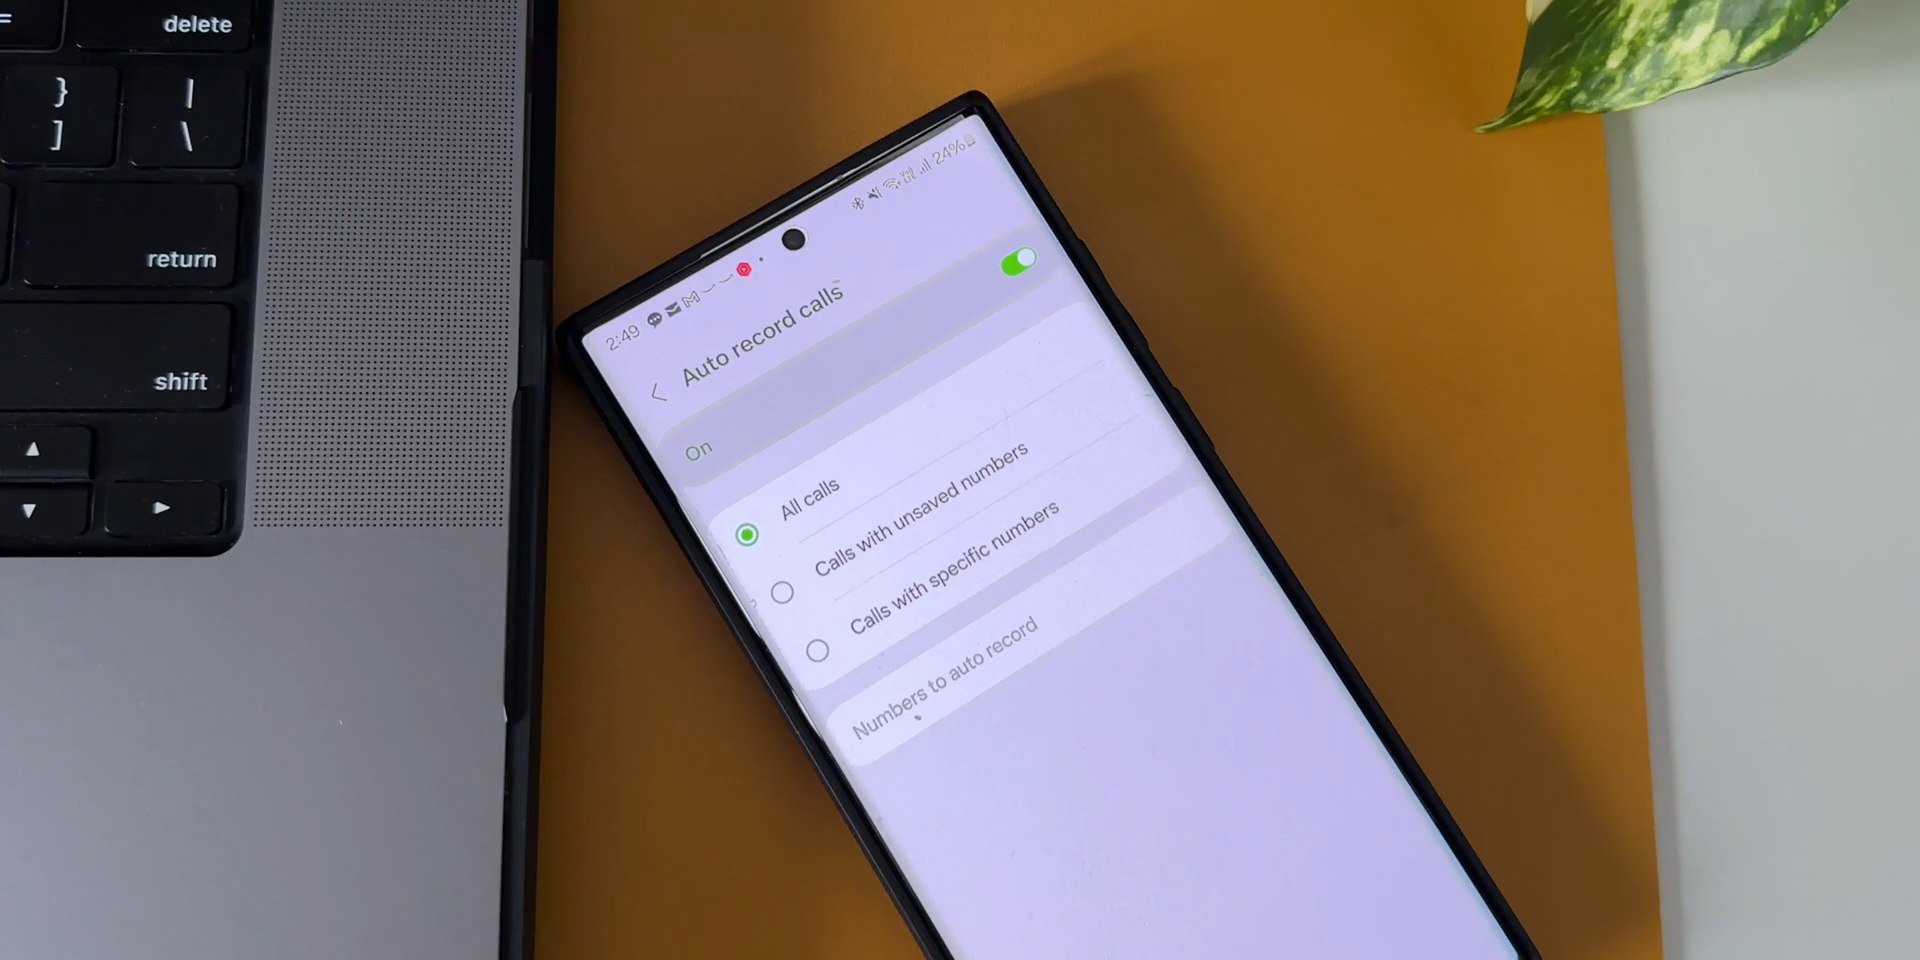 =
delete
}
]
|
\
return
shift
2:49
24%
Auto record calls
On
All calls
Calls with unsaved numbers
Calls with specific numbers
Numbers to auto record